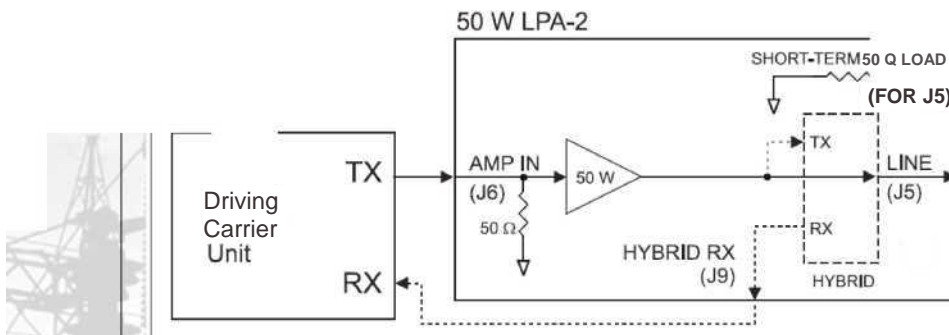 50 W LPA-2
SHORT-TERM 50 Q LOAD
(FOR J5)
TX
AMP IN
(J6)
50 W
TX
LINE
(J5)
Driving
Carrier
Unit
50 Ω
RX
HYBRID RX
(J9)
RX
HYBRID